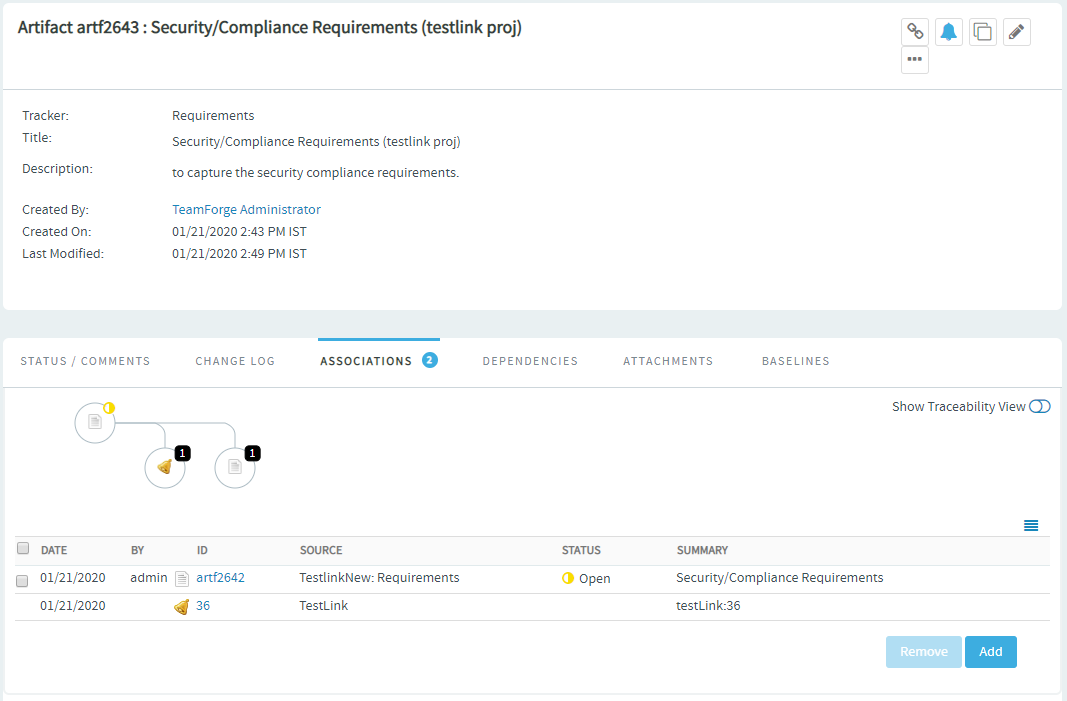 Artifact artf2643 : Security/Compliance Requirements (testlink proj)
Tracker: Requirements
Title: Security/Compliance Requirements (testlink proj)
Description: to capture the security compliance requirements.
Created By: TeamForge Administrator
Created On: 01/21/2020 2:43 PM IST
Last Modified: 01/21/2020 2:49 PM IST
STATUS / COMMENTS CHANGE LOG ASSOCIATIONS 2 DEPENDENCIES ATTACHMENTS BASELINES
Show Traceability View
1 1
DATE BY ID SOURCE STATUS SUMMARY
01/21/2020 admin artf2642 TestlinkNew: Requirements Open Security/Compliance Requirements
01/21/2020 36 TestLink testLink:36
Remove Add